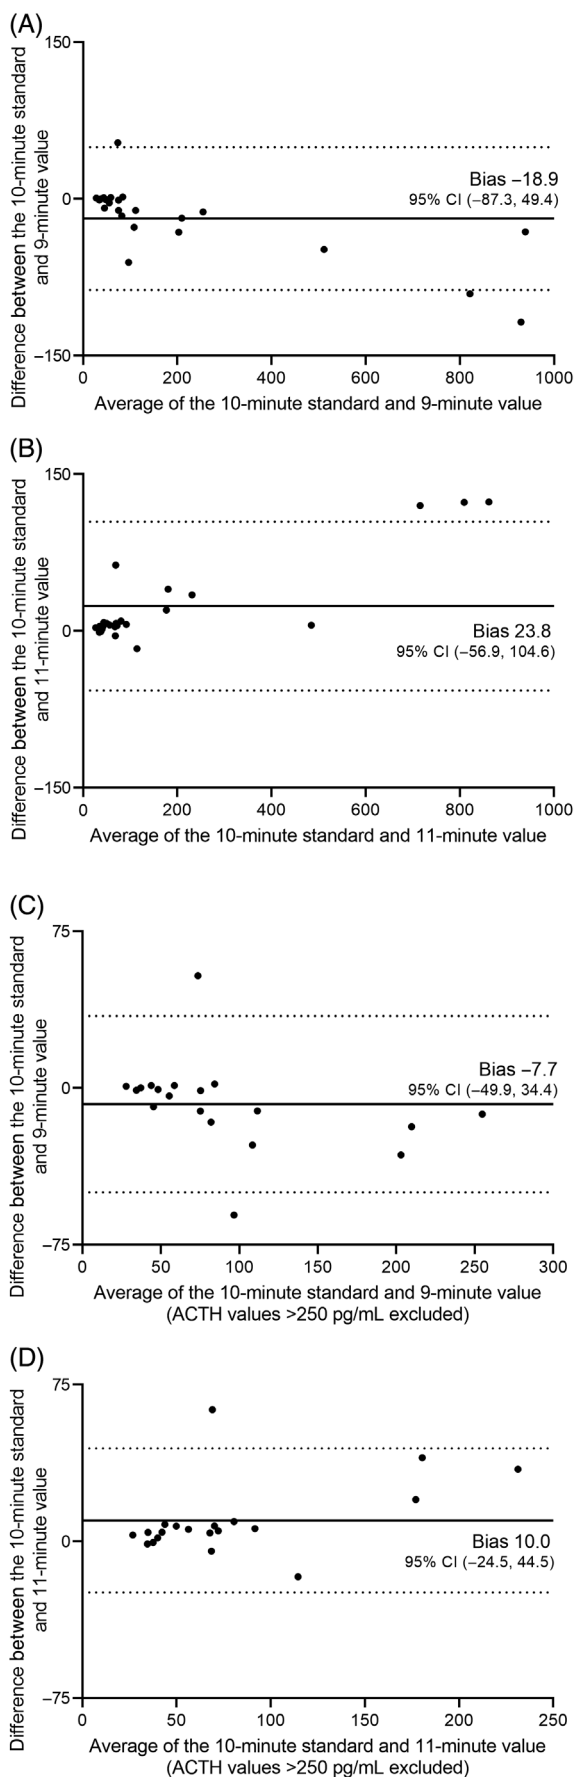 (A)
150
0
−150
Difference between the 10-minute standard
and 9-minute value
Bias −18.9
95% CI (−87.3, 49.4)
0 200 400 600 800 1000
Average of the 10-minute standard and 9-minute value
(B)
150
0
−150
Difference between the 10-minute standard
and 11-minute value
Bias 23.8
95% CI (−56.9, 104.6)
0 200 400 600 800 1000
Average of the 10-minute standard and 11-minute value
(C)
75
0
−75
Difference between the 10-minute standard
and 9-minute value
Bias −7.7
95% CI (−49.9, 34.4)
0 50 100 150 200 250 300
Average of the 10-minute standard and 9-minute value
(ACTH values >250 pg/mL excluded)
(D)
75
0
−75
Difference between the 10-minute standard
and 11-minute value
Bias 10.0
95% CI (−24.5, 44.5)
0 50 100 150 200 250
Average of the 10-minute standard and 11-minute value
(ACTH values >250 pg/mL excluded)